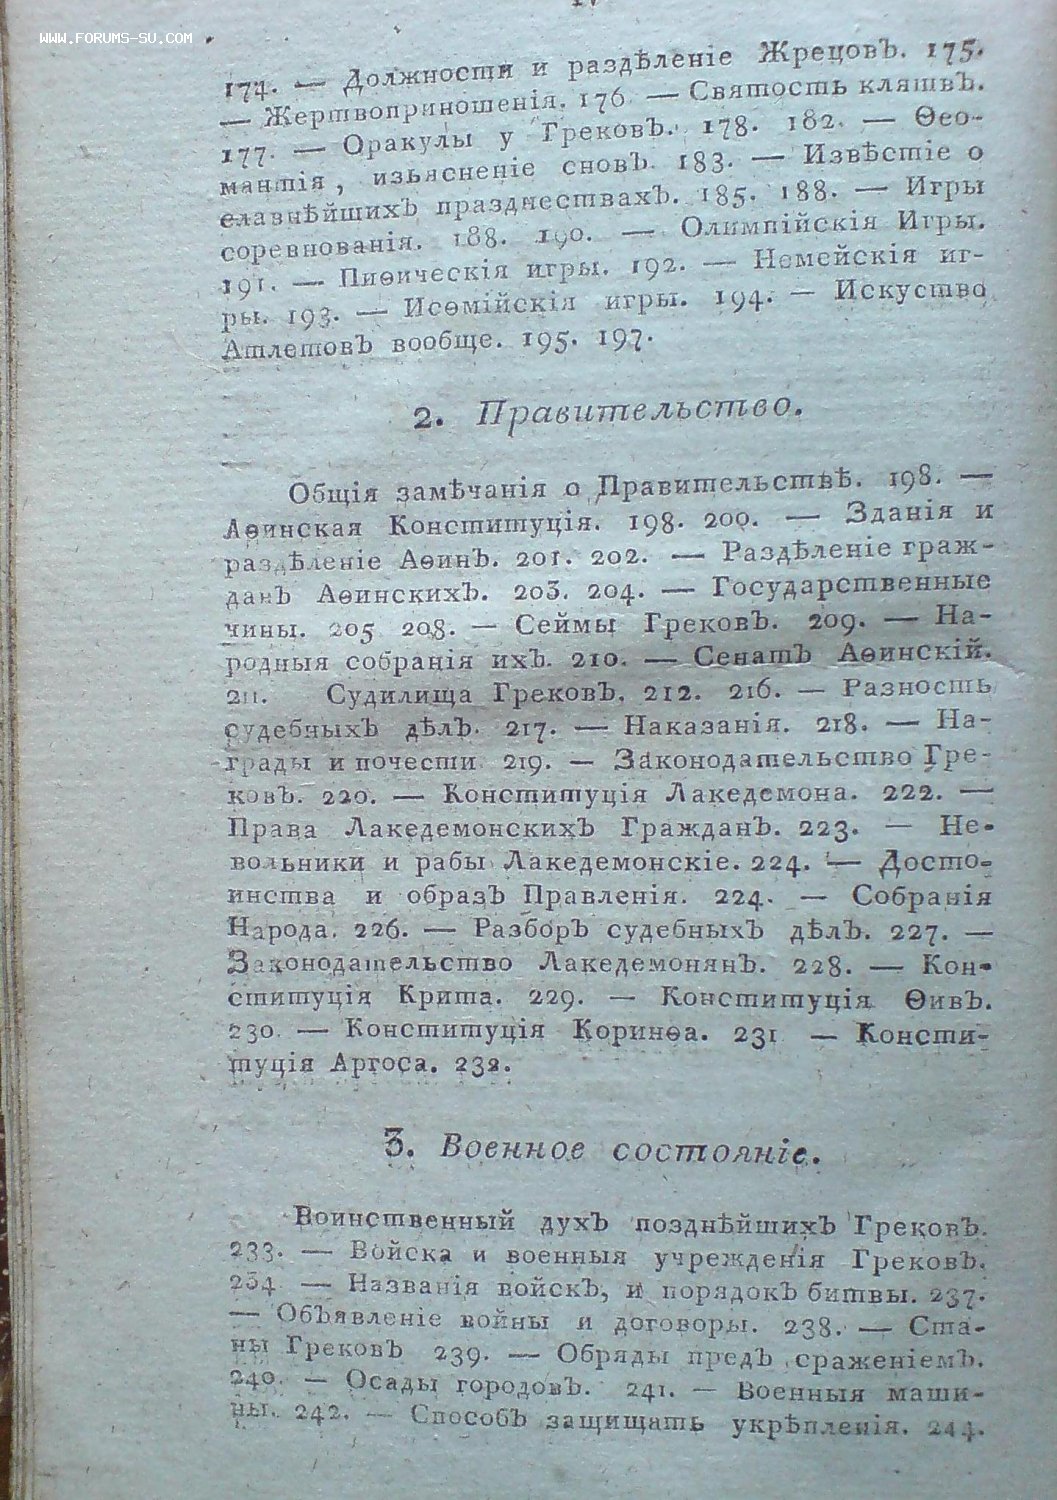 WWW.FORUMS-SU.COM
IV
174. — Должности и раздѣленіе Жрецовъ. 175.
— Жертвоприношенія. 176 — Святость клятвъ.
177. — Оракулы у Грековъ. 178. 182. — Ѳео-
мантія, изьясненіе сновъ. 183. — Извѣстіе о
главнѣйшихъ празднествахъ. 185. 188. — Игры
соревнованія. 188. 190. — Олимпійскія Игры.
191. — Пиѳическія игры. 192. — Немейскія иг-
ры. 193. — Исѳмійскія игры. 194. — Искуство
Атлетовъ вообще. 195. 197.
2. Правительство.
Общія замѣчанія о Правительствѣ. 198. —
Аѳинская Конституція. 198. 200. — Зданія и
раздѣленіе Аѳинъ. 201. 202. — Раздѣленіе граж-
данъ Аѳинскихъ. 203. 204. — Государственные
чины. 205 208. — Сеймы Грековъ. 209. — На-
родныя собранія ихъ. 210. — Сенатъ Аѳинскій.
211. Судилища Грековъ. 212. 216. — Разность
судебныхъ дѣлъ. 217. — Наказанія. 218. — На-
грады и почести. 219. — Законодательство Гре-
ковъ. 220. — Конституція Лакедемона. 222. —
Права Лакедемонскихъ Гражданъ. 223. — Не-
вольники и рабы Лакедемонскіе. 224. — Досто-
инства и образъ Правленія. 224. — Собранія
Народа. 226. — Разборъ судебныхъ дѣлъ. 227. —
Законодательство Лакедемонянъ. 228. — Кон-
ституція Крита. 229. — Конституція Ѳивъ.
230. — Конституція Коринѳа. 231 — Консти-
туція Аргоса. 232.
3. Военное состояніе.
Воинственный духъ позднѣйшихъ Грековъ.
233. — Войска и военныя учрежденія Грековъ.
234 — Названія войскъ, и порядокъ битвы. 237.
— Объявленіе войны и договоры. 238. — Ста-
ны Грековъ 239. — Обряды предъ сраженіемъ.
240. — Осады городовъ. 241. — Военныя маши-
ны. 242. — Способъ защищать укрѣпленія. 244.